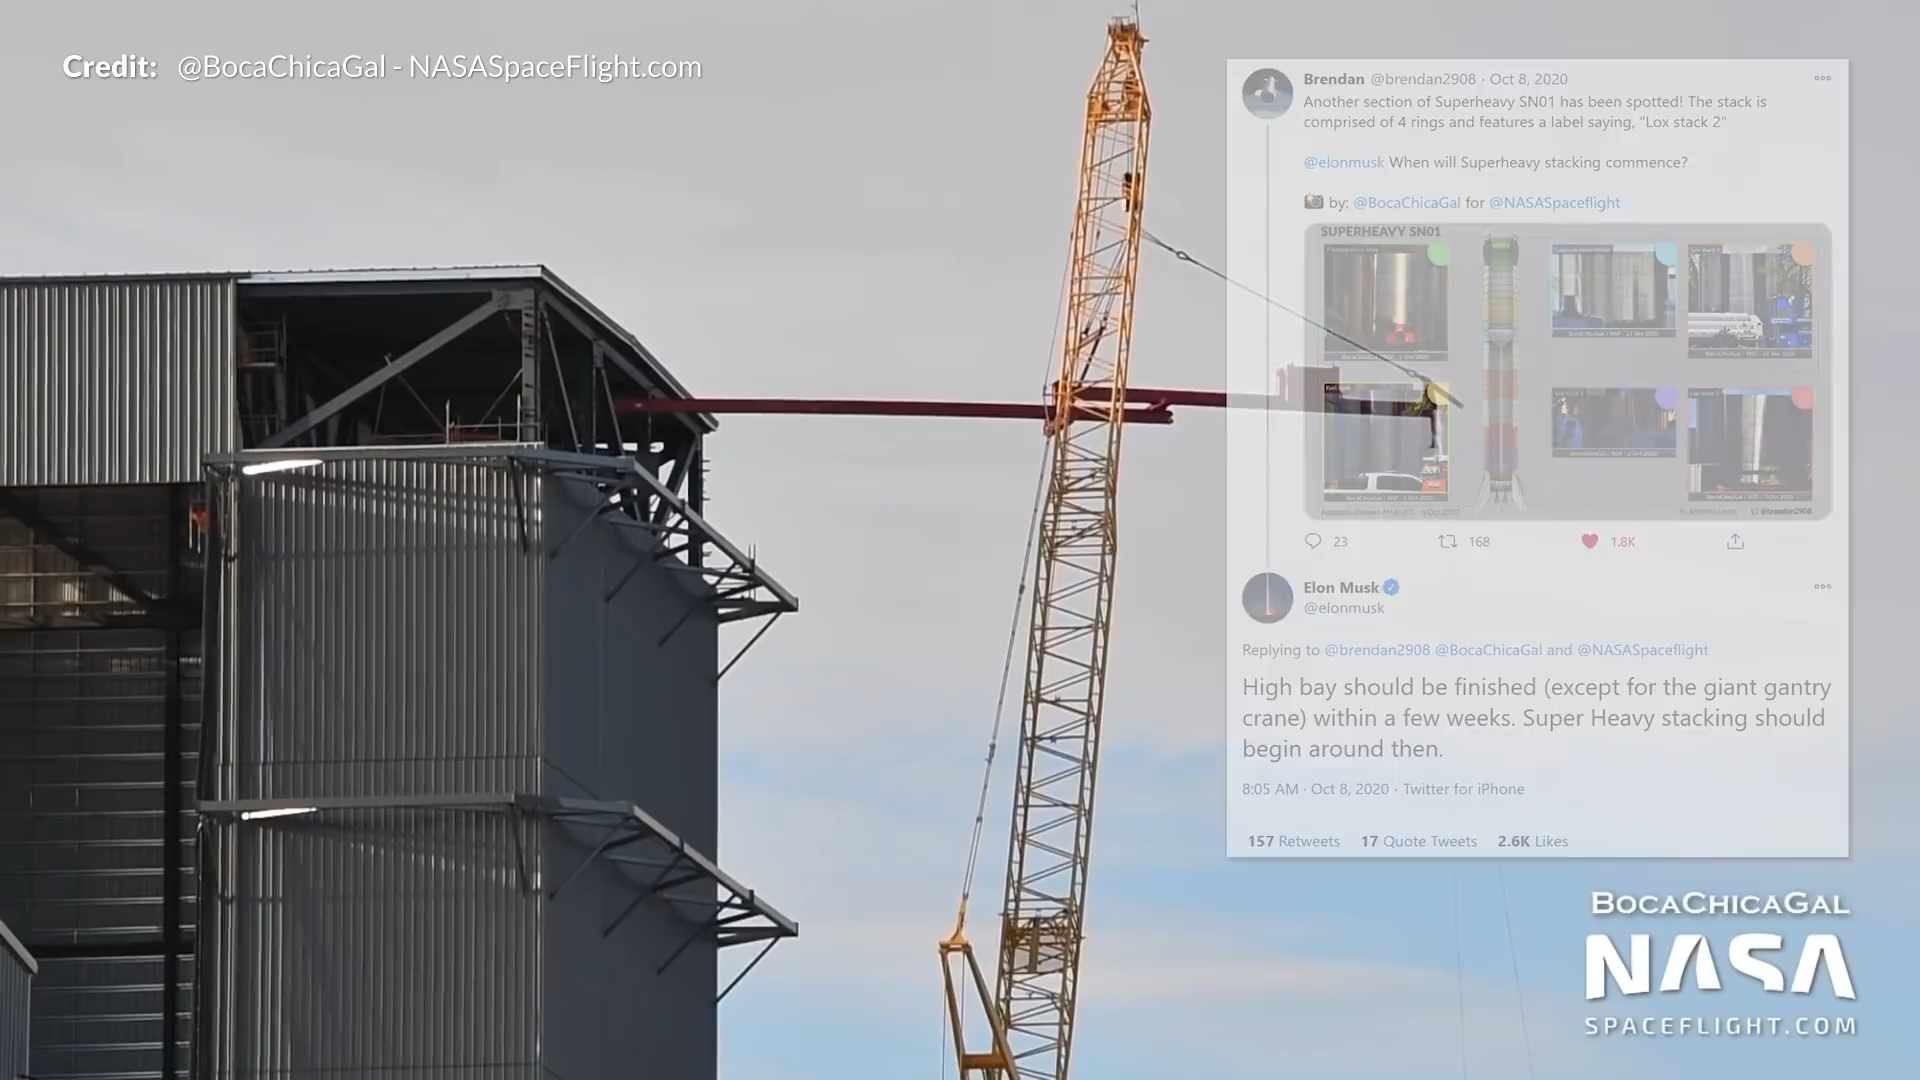 Credit: @BocaChicaGal - NASASpaceFlight.com
Brendan @brendan2908 · Oct 8, 2020
Another section of Superheavy SN01 has been spotted! The stack is
comprised of 4 rings and features a label saying, "Lox stack 2"
@elonmusk When will Superheavy stacking commence?
by: @BocaChicaGal for @NASASpaceflight
SUPERHEAVY SN01
23 168 1.8K
Elon Musk
@elonmusk
Replying to @brendan2908 @BocaChicaGal and @NASASpaceflight
High bay should be finished (except for the giant gantry
crane) within a few weeks. Super Heavy stacking should
begin around then.
8:05 AM · Oct 8, 2020 · Twitter for iPhone
157 Retweets 17 Quote Tweets 2.6K Likes
BOCACHICAGAL
NASA
SPACEFLIGHT.COM